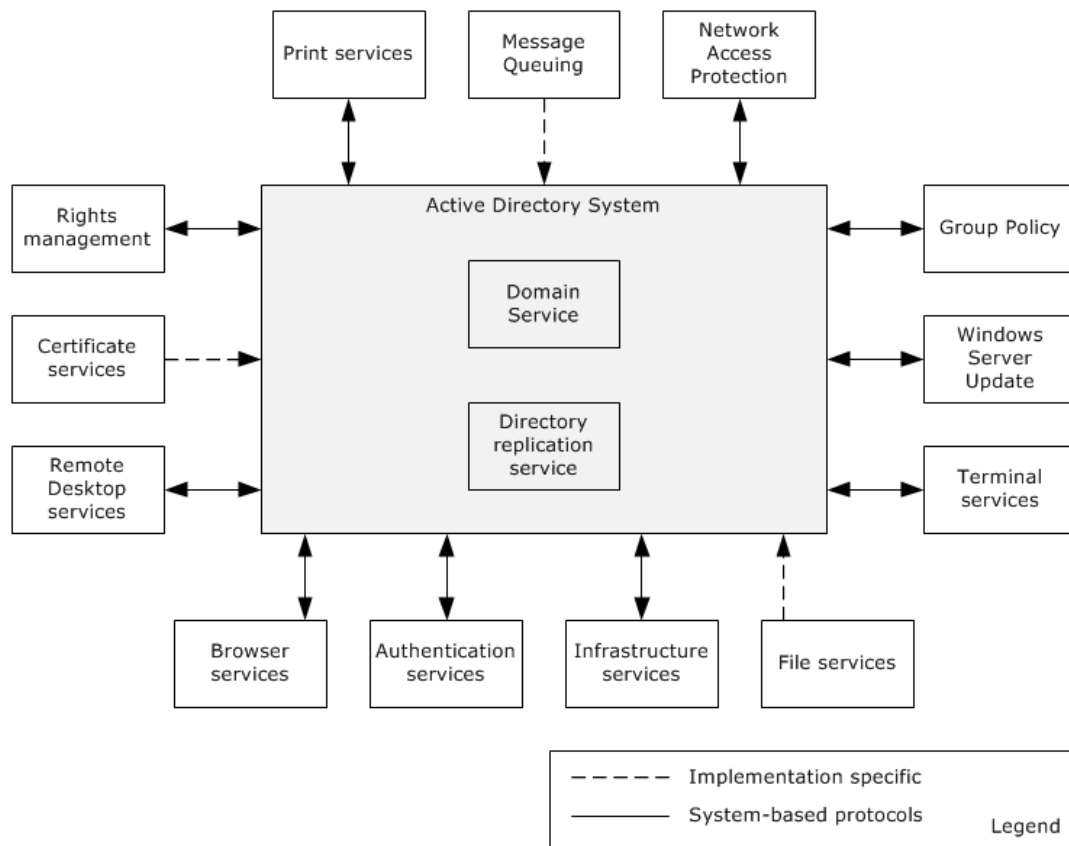 Print services
Message
Queuing
Network
Access
Protection
Rights
management
Active Directory System
Group Policy
Domain
Service
Certificate
services
Windows
Server
Update
Directory
replication
service
Remote
Desktop
services
Terminal
services
Browser
services
Authentication
services
Infrastructure
services
File services
Implementation specific
System-based protocols
Legend